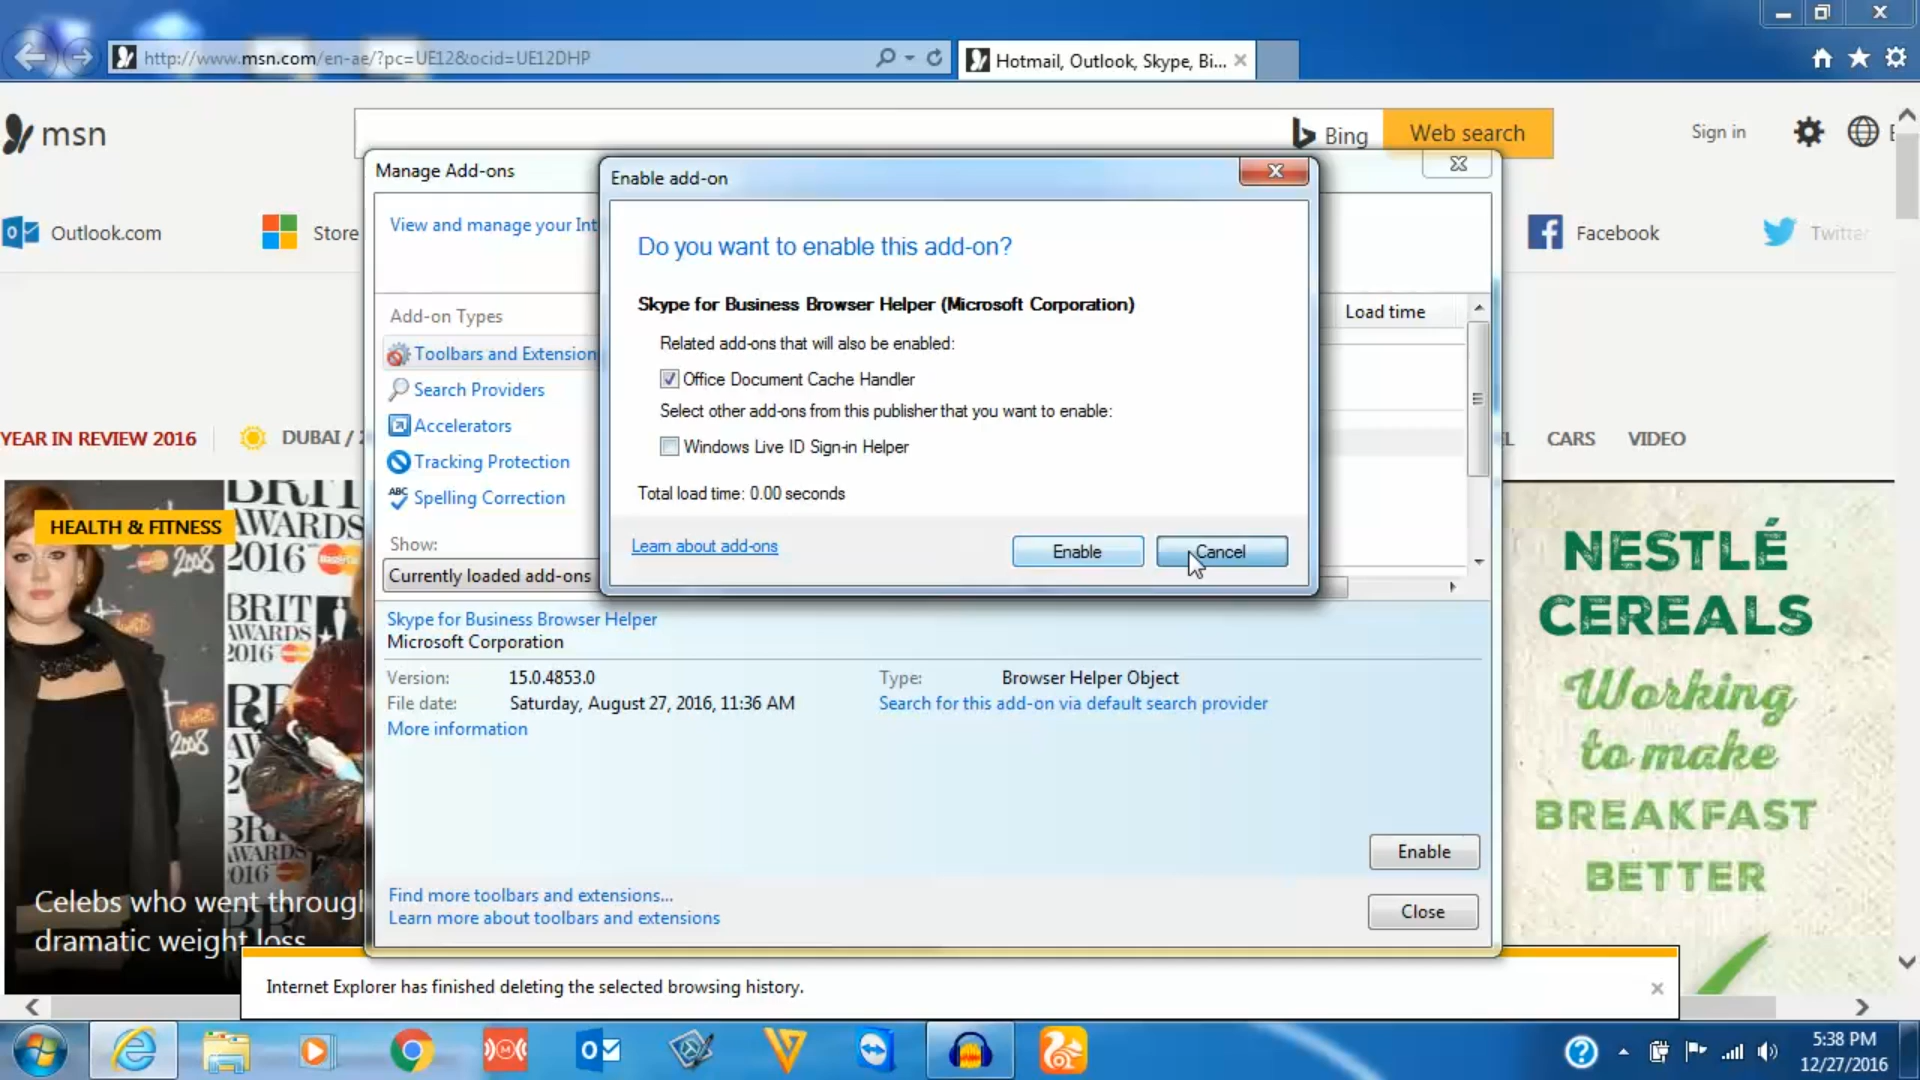 http://www.msn.com/en-ae/?pc=UE12&ocid=UE12DHP
Hotmail, Outlook, Skype, Bi...
msn
Bing
Web search
Sign in
Outlook.com
Store
Facebook
Twitter
Manage Add-ons
View and manage your Int
Add-on Types
Toolbars and Extension
Search Providers
Accelerators
Tracking Protection
Spelling Correction
Show:
Currently loaded add-ons
Load time
Enable add-on
Do you want to enable this add-on?
Skype for Business Browser Helper (Microsoft Corporation)
Related add-ons that will also be enabled:
Office Document Cache Handler
Select other add-ons from this publisher that you want to enable:
Windows Live ID Sign-in Helper
Total load time: 0.00 seconds
Learn about add-ons
Enable
Cancel
Skype for Business Browser Helper
Microsoft Corporation
Version: 15.0.4853.0
Type: Browser Helper Object
File date: Saturday, August 27, 2016, 11:36 AM
Search for this add-on via default search provider
More information
Enable
Find more toolbars and extensions...
Learn more about toolbars and extensions
Close
YEAR IN REVIEW 2016
DUBAI /
CARS
VIDEO
HEALTH & FITNESS
BRIT
AWARDS
2016
2008
BRIT
AWARDS
2016
2008
Celebs who went through
dramatic weight loss
NESTLÉ
CEREALS
Working
to make
BREAKFAST
BETTER
Internet Explorer has finished deleting the selected browsing history.
5:38 PM
12/27/2016